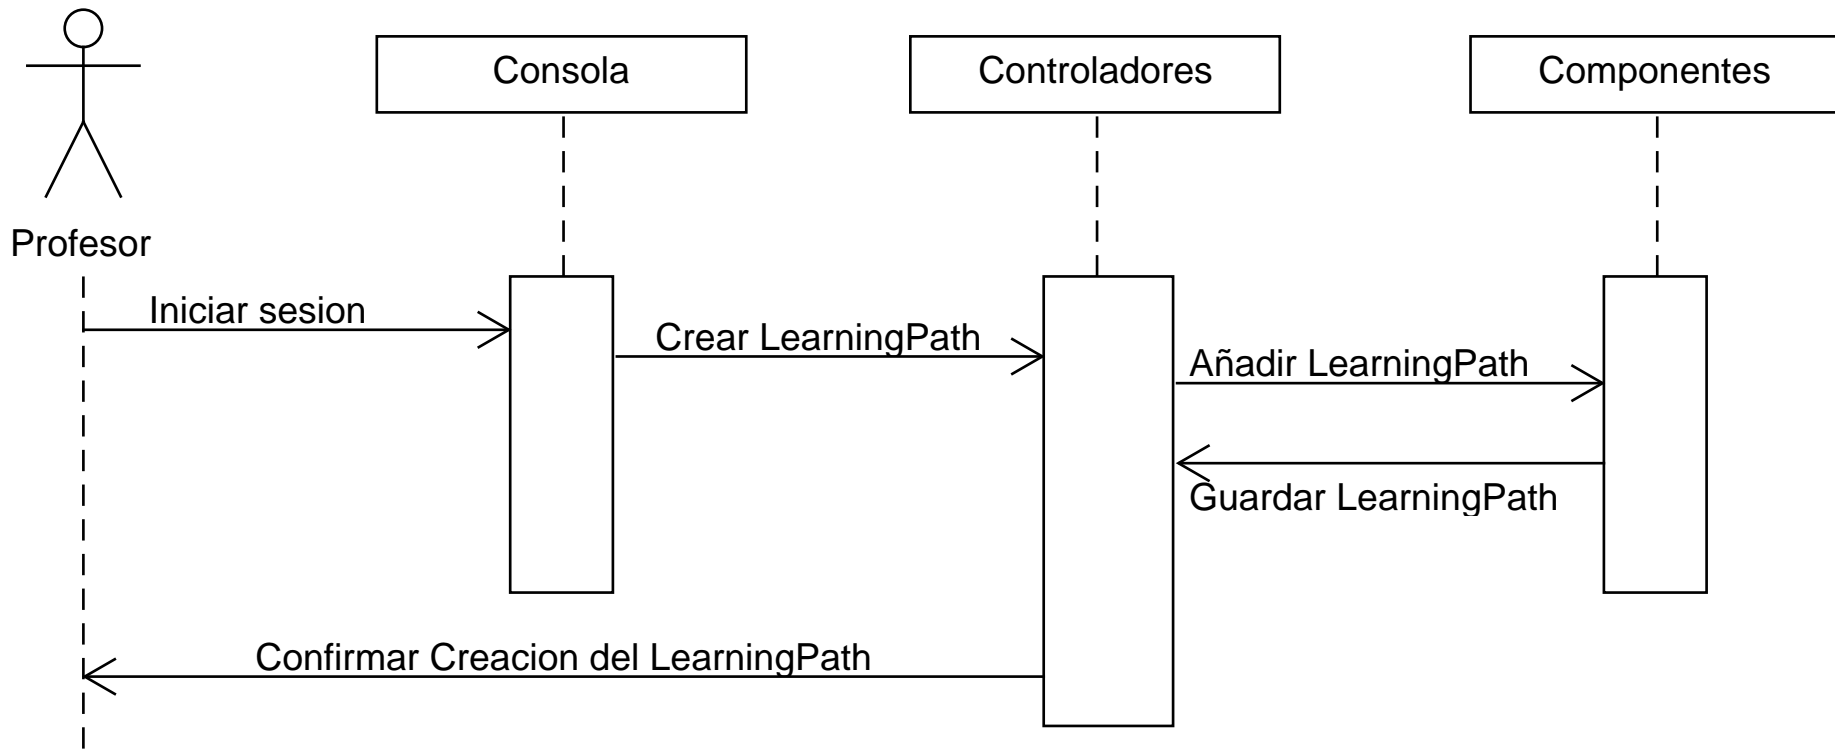 Consola
Controladores
Componentes
Profesor
Iniciar sesion
Crear LearningPath
Añadir LearningPath
Guardar LearningPath
Confirmar Creacion del LearningPath